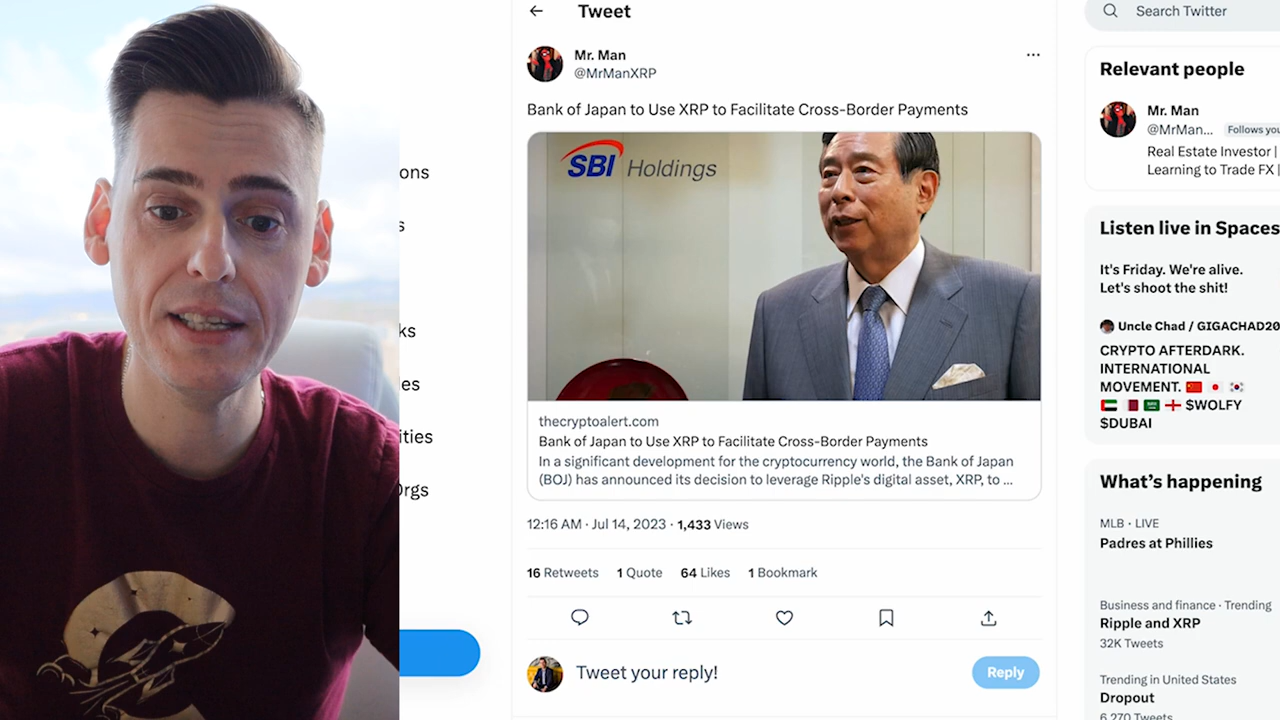 Tweet
Search Twitter
Mr. Man
@MrManXRP
Bank of Japan to Use XRP to Facilitate Cross-Border Payments
SBI Holdings
thecryptoalert.com
Bank of Japan to Use XRP to Facilitate Cross-Border Payments
In a significant development for the cryptocurrency world, the Bank of Japan
(BOJ) has announced its decision to leverage Ripple's digital asset, XRP, to ...
12:16 AM · Jul 14, 2023 · 1,433 Views
16 Retweets 1 Quote 64 Likes 1 Bookmark
Tweet your reply!
Reply
ons
s
ks
es
ities
Orgs
Relevant people
Mr. Man
@MrMan... Follows you
Real Estate Investor |
Learning to Trade FX |
Listen live in Spaces
It's Friday. We're alive.
Let's shoot the shit!
Uncle Chad / GIGACHAD20
CRYPTO AFTERDARK.
INTERNATIONAL
MOVEMENT. 🇨🇳 🇯🇵 🇰🇷
🇦🇪 🇶🇦 🇸🇦 🏴󠁧󠁢󠁥󠁮󠁧󠁿 $WOLFY
$DUBAI
What's happening
MLB · LIVE
Padres at Phillies
Business and finance · Trending
Ripple and XRP
32K Tweets
Trending in United States
Dropout
6,270 Tweets